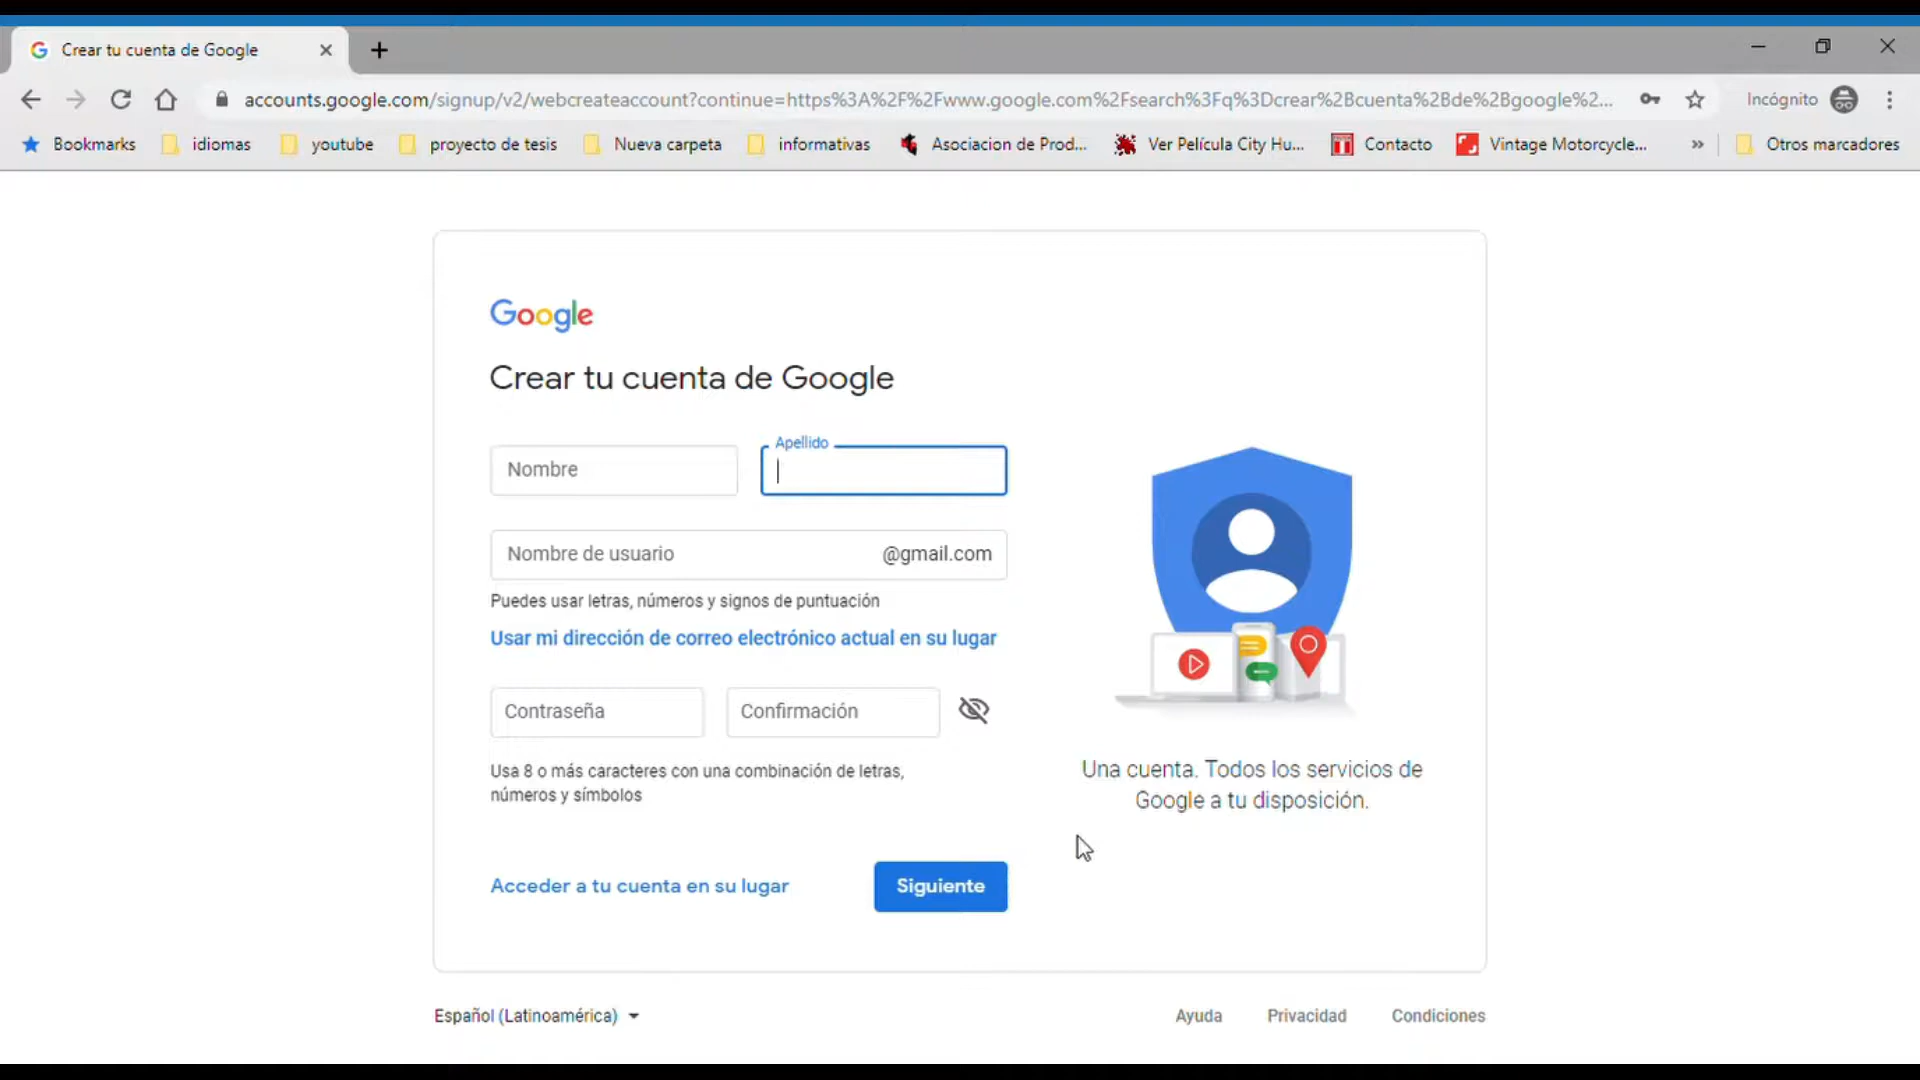 Crear tu cuenta de Google
accounts.google.com/signup/v2/webcreateaccount?continue=https%3A%2F%2Fwww.google.com%2Fsearch%3Fq%3Dcrear%2Bcuenta%2Bde%2Bgoogle%2... Incógnito
Bookmarks idiomas youtube proyecto de tesis Nueva carpeta informativas Asociacion de Prod... Ver Película City Hu... Contacto Vintage Motorcycle... » Otros marcadores
Google
Crear tu cuenta de Google
Nombre
Apellido
Nombre de usuario @gmail.com
Puedes usar letras, números y signos de puntuación
Usar mi dirección de correo electrónico actual en su lugar
Contraseña Confirmación
Usa 8 o más caracteres con una combinación de letras,
números y símbolos
Acceder a tu cuenta en su lugar Siguiente
Una cuenta. Todos los servicios de
Google a tu disposición.
Español (Latinoamérica) Ayuda Privacidad Condiciones